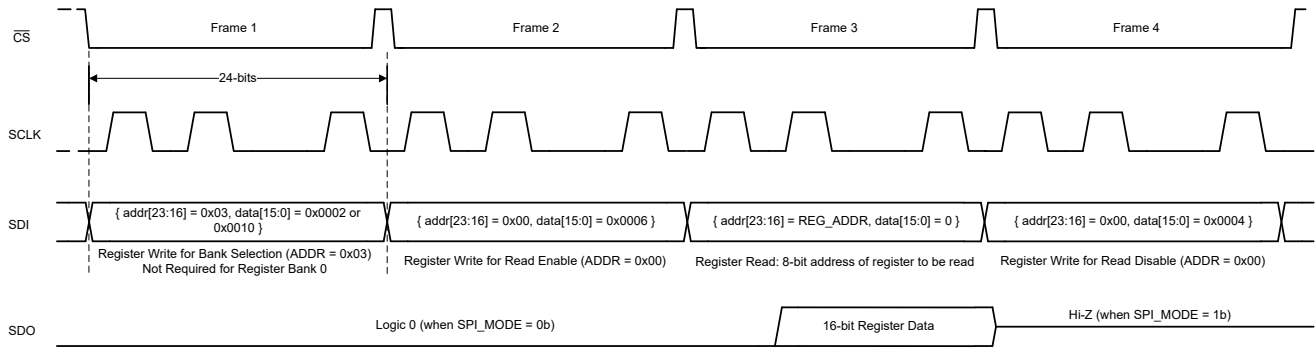 CS
Frame 1
Frame 2
Frame 3
Frame 4
24-bits
SCLK
SDI
{ addr[23:16] = 0x03, data[15:0] = 0x0002 or
0x0010 }
{ addr[23:16] = 0x00, data[15:0] = 0x0006 }
{ addr[23:16] = REG_ADDR, data[15:0] = 0 }
{ addr[23:16] = 0x00, data[15:0] = 0x0004 }
Register Write for Bank Selection (ADDR = 0x03)
Not Required for Register Bank 0
Register Write for Read Enable (ADDR = 0x00)
Register Read: 8-bit address of register to be read
Register Write for Read Disable (ADDR = 0x00)
SDO
Logic 0 (when SPI_MODE = 0b)
16-bit Register Data
Hi-Z (when SPI_MODE = 1b)